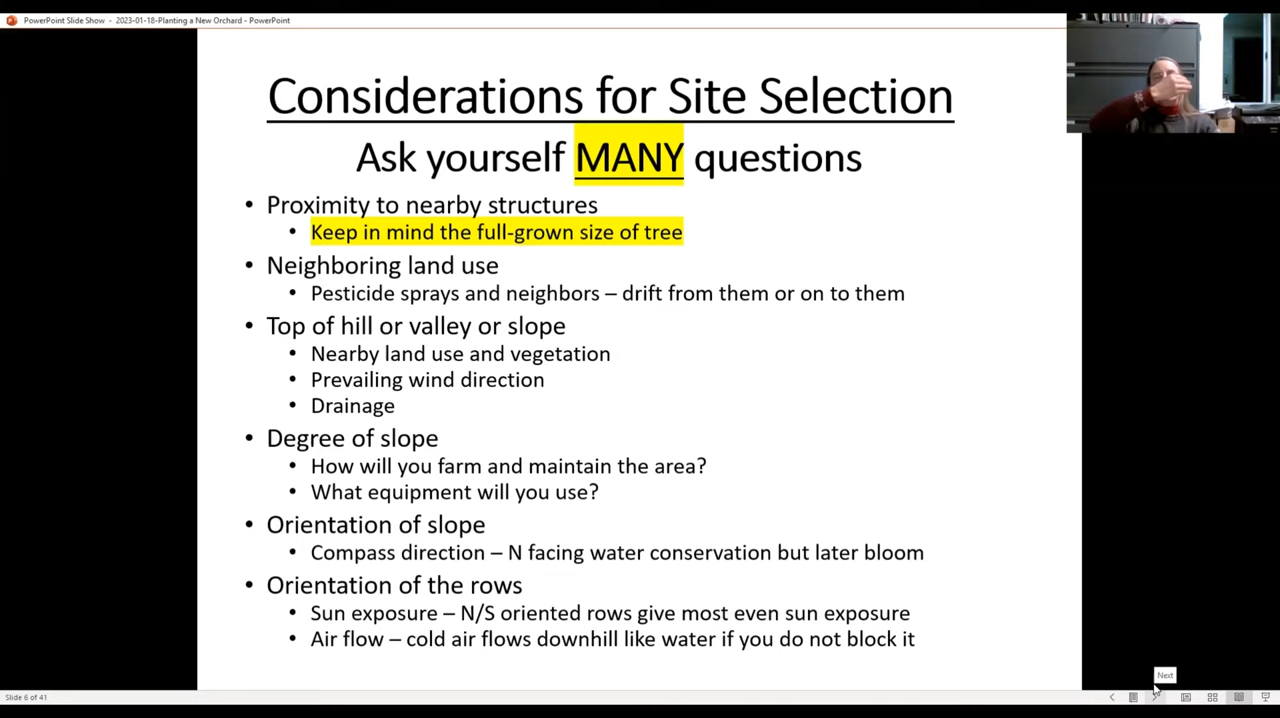 PowerPoint Slide Show - 2023-01-18-Planting a New Orchard - PowerPoint
Considerations for Site Selection
Ask yourself MANY questions
• Proximity to nearby structures
• Keep in mind the full-grown size of tree
• Neighboring land use
• Pesticide sprays and neighbors – drift from them or on to them
• Top of hill or valley or slope
• Nearby land use and vegetation
• Prevailing wind direction
• Drainage
• Degree of slope
• How will you farm and maintain the area?
• What equipment will you use?
• Orientation of slope
• Compass direction – N facing water conservation but later bloom
• Orientation of the rows
• Sun exposure – N/S oriented rows give most even sun exposure
• Air flow – cold air flows downhill like water if you do not block it
Next
Slide 6 of 41